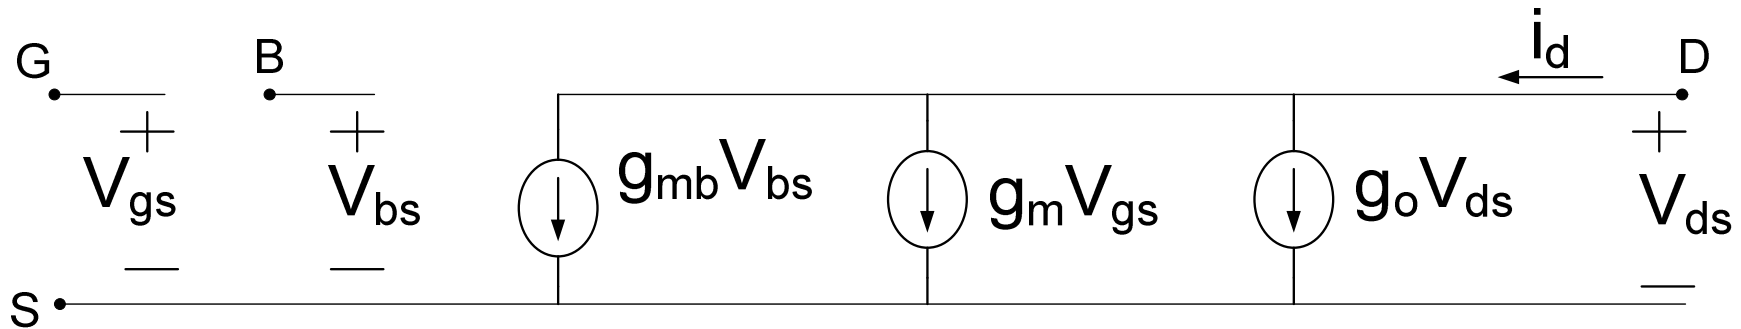 G
B
i_d
D
+
+
+
V_gs
V_bs
g_mb V_bs
g_m V_gs
g_o V_ds
V_ds
−
−
−
S